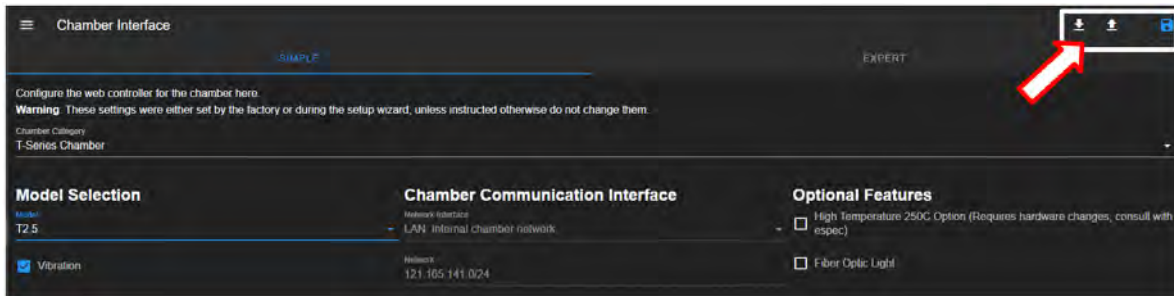 Chamber Interface
SIMPLE
EXPERT
Configure the web controller for the chamber here.
Warning: These settings were either set by the factory or during the setup wizard, unless instructed otherwise do not change them.
Chamber Category
T-Series Chamber
Model Selection
Chamber Communication Interface
Optional Features
Model
Network Interface
High Temperature 250C Option (Requires hardware changes, consult with
T2.5
LAN: Internal chamber network
espec)
Vibration
Network
Fiber Optic Light
121.105.141.0/24